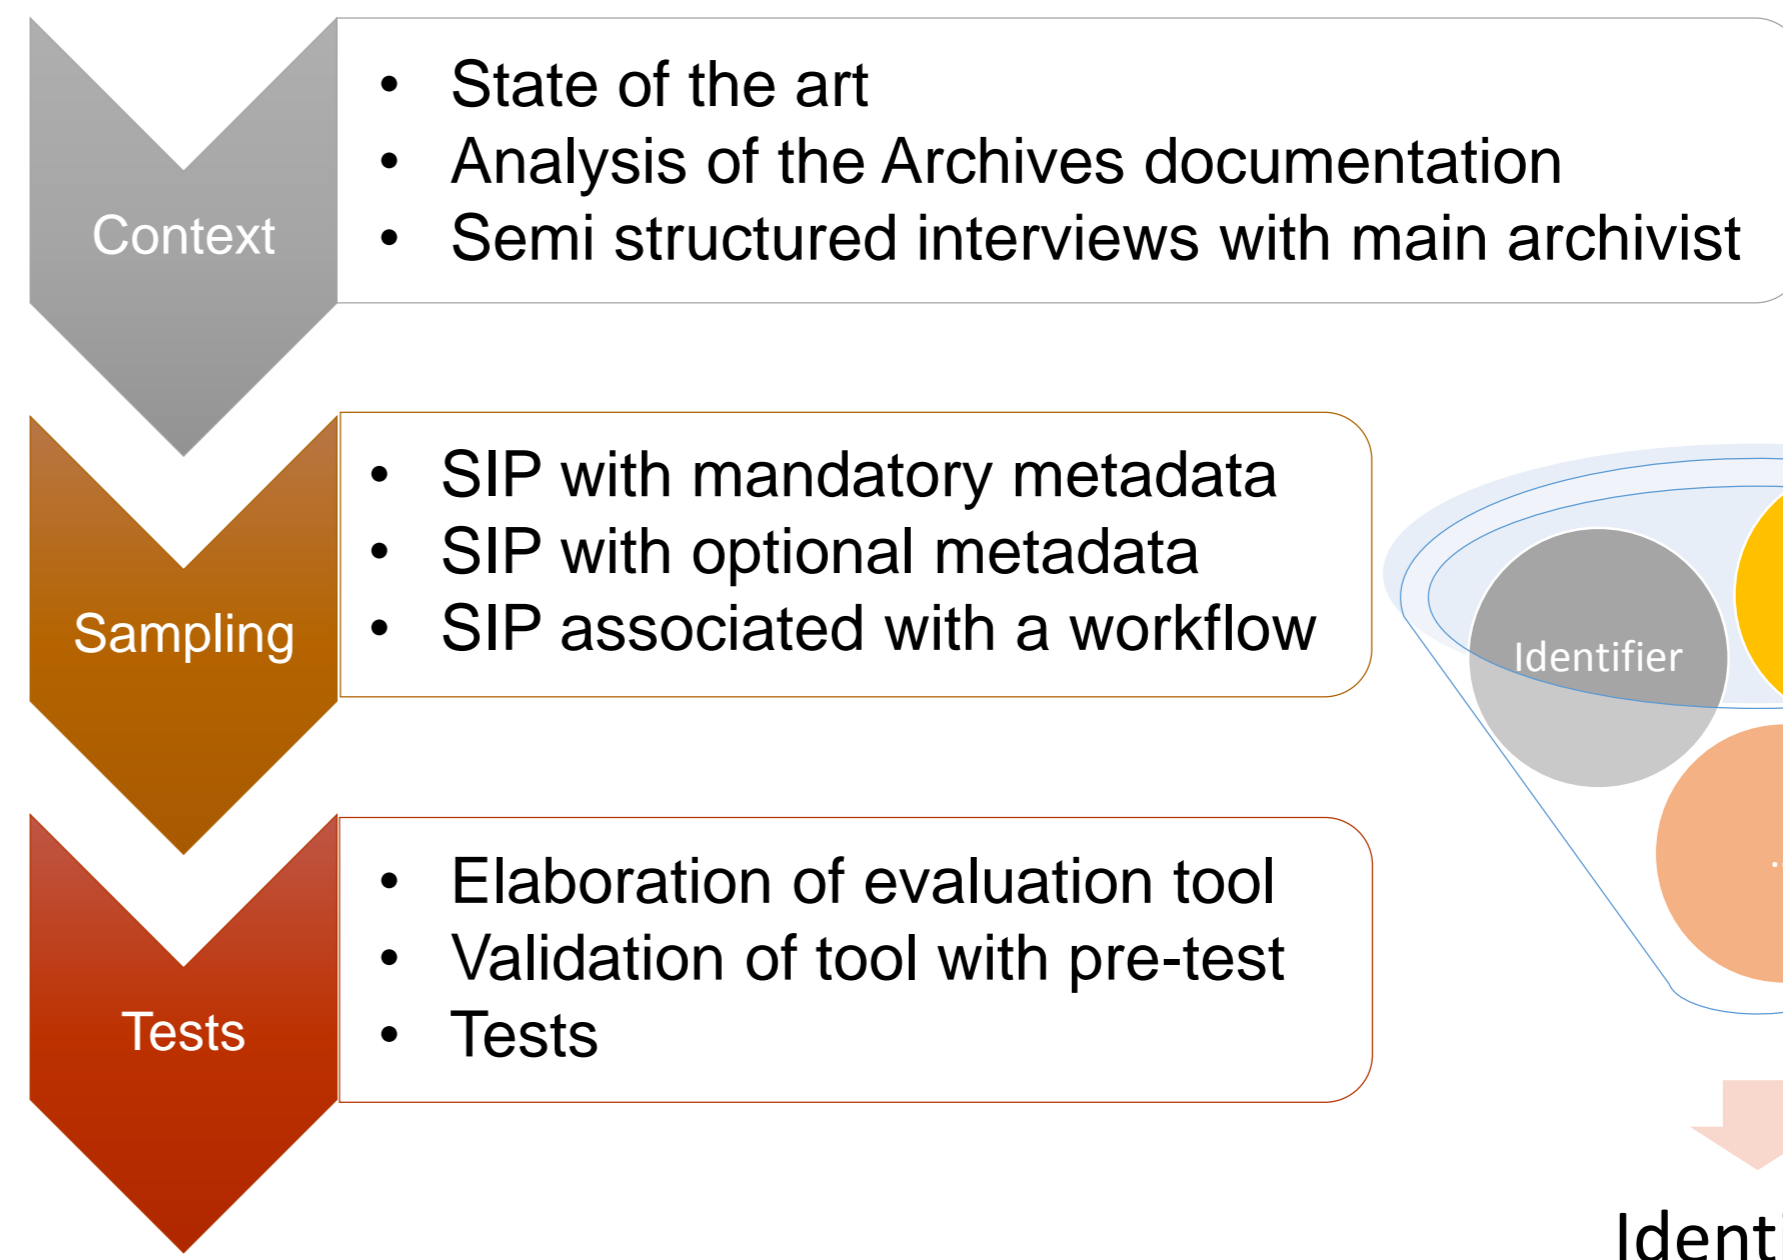 Context
• State of the art
• Analysis of the Archives documentation
• Semi structured interviews with main archivist
Sampling
• SIP with mandatory metadata
• SIP with optional metadata
• SIP associated with a workflow
Identifier
Tests
• Elaboration of evaluation tool
• Validation of tool with pre-test
• Tests